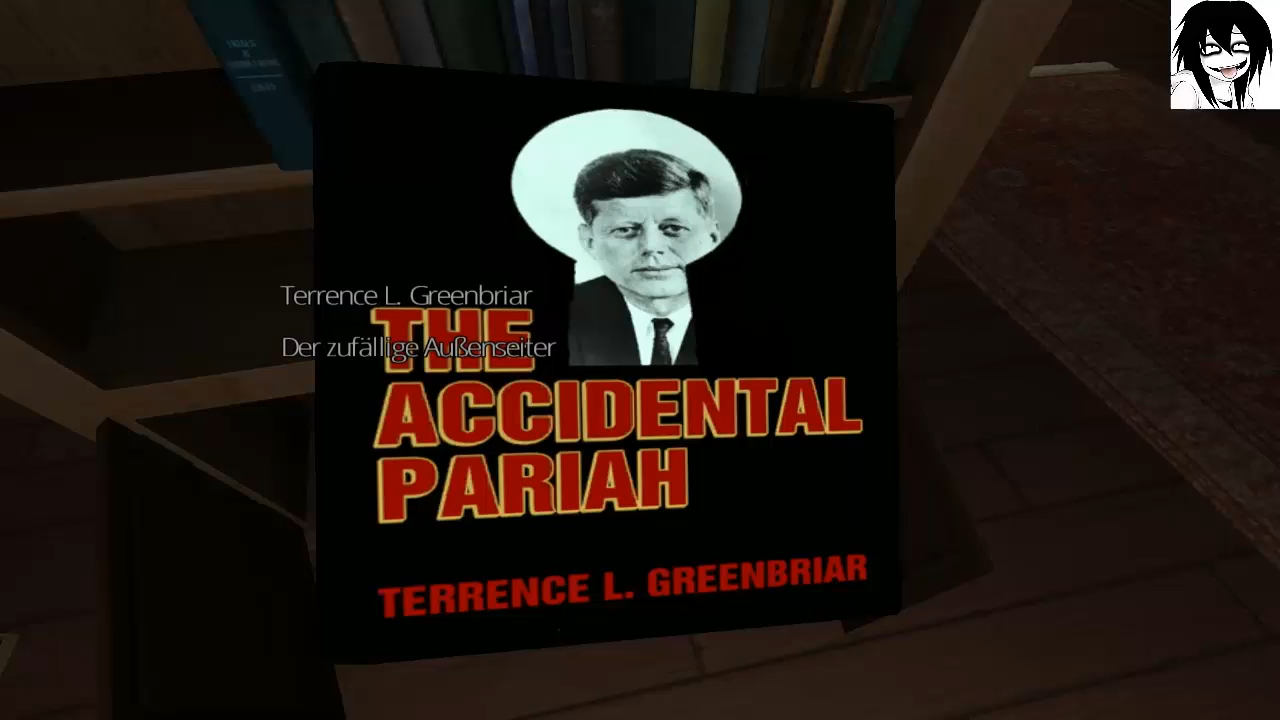 Terrence L. Greenbriar
Der zufällige Außenseiter
THE
ACCIDENTAL
PARIAH
TERRENCE L. GREENBRIAR